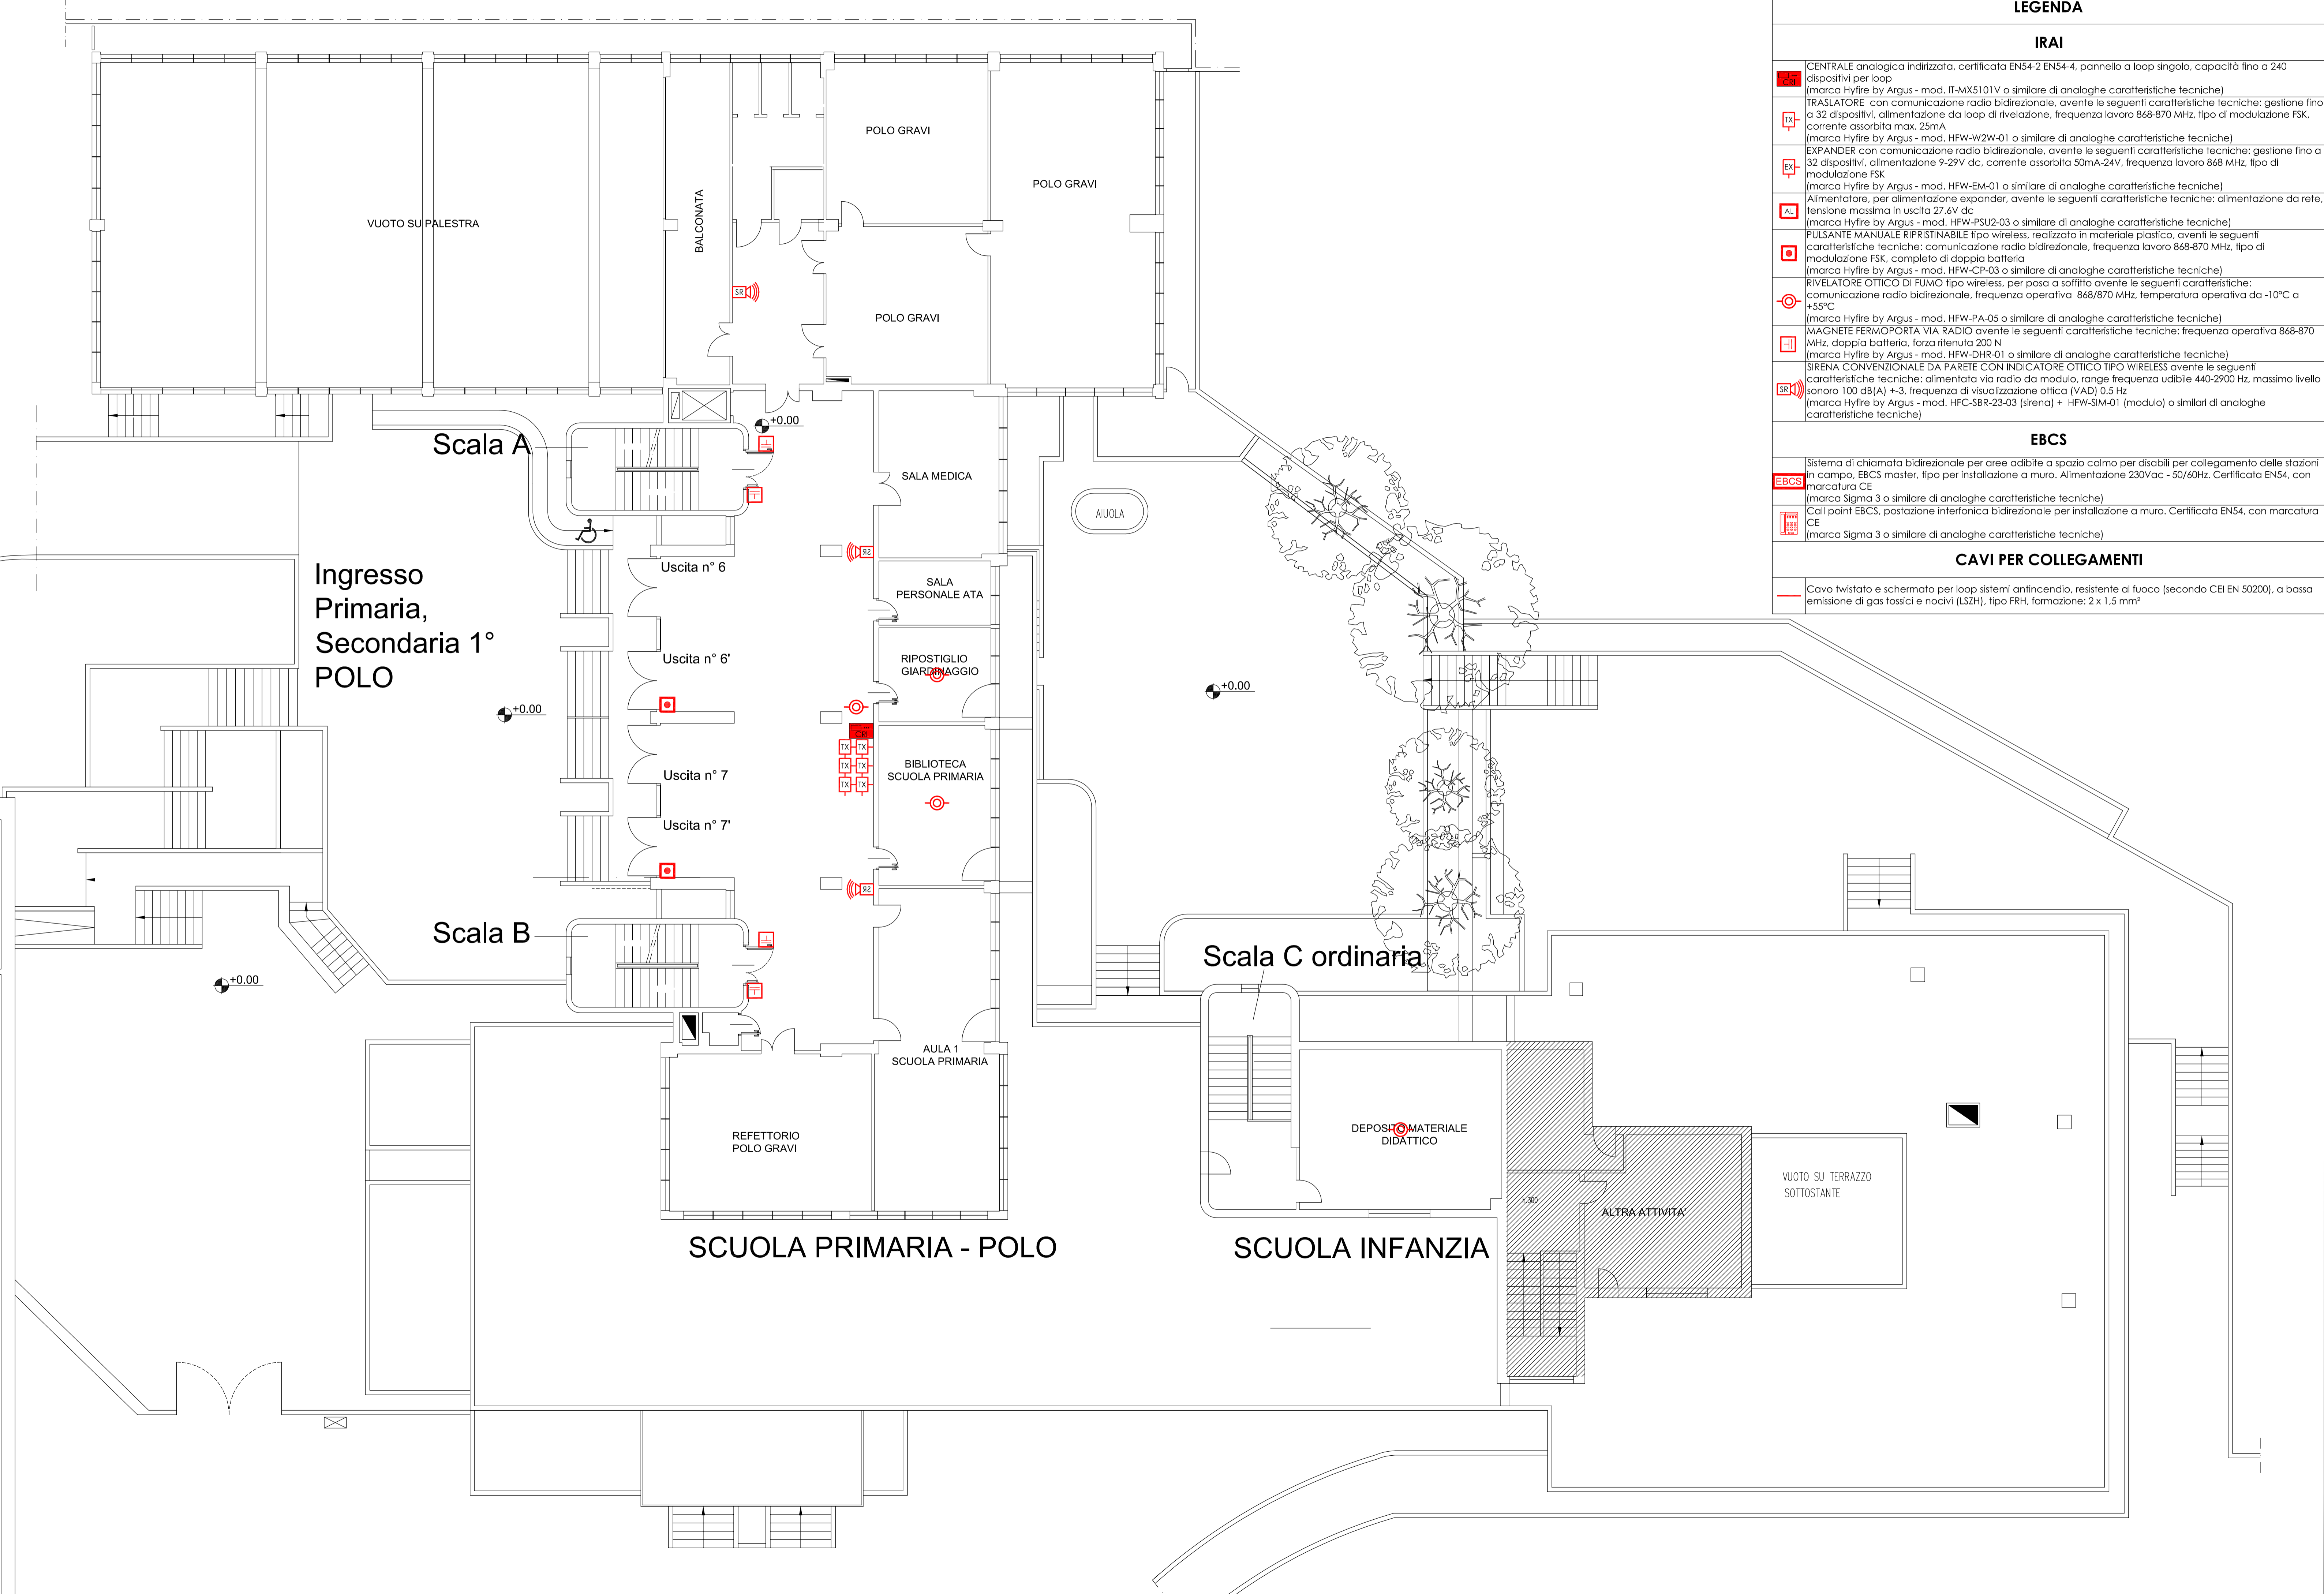 LEGENDA
IRAI
CRI
CENTRALE analogica indirizzata, certificata EN54-2 EN54-4, pannello a loop singolo, capacità fino a 240
dispositivi per loop
(marca Hyfire by Argus - mod. IT-MX5101V o similare di analoghe caratteristiche tecniche)
TX
TRASLATORE con comunicazione radio bidirezionale, avente le seguenti caratteristiche tecniche: gestione fino
a 32 dispositivi, alimentazione da loop di rivelazione, frequenza lavoro 868-870 MHz, tipo di modulazione FSK,
corrente assorbita max. 25mA
(marca Hyfire by Argus - mod. HFW-W2W-01 o similare di analoghe caratteristiche tecniche)
EX
EXPANDER con comunicazione radio bidirezionale, avente le seguenti caratteristiche tecniche: gestione fino a
32 dispositivi, alimentazione 9-29V dc, corrente assorbita 50mA-24V, frequenza lavoro 868 MHz, tipo di
modulazione FSK
(marca Hyfire by Argus - mod. HFW-EM-01 o similare di analoghe caratteristiche tecniche)
AL
Alimentatore, per alimentazione expander, avente le seguenti caratteristiche tecniche: alimentazione da rete,
tensione massima in uscita 27.6V dc
(marca Hyfire by Argus - mod. HFW-PSU2-03 o similare di analoghe caratteristiche tecniche)
PULSANTE MANUALE RIPRISTINABILE tipo wireless, realizzato in materiale plastico, aventi le seguenti
caratteristiche tecniche: comunicazione radio bidirezionale, frequenza lavoro 868-870 MHz, tipo di
modulazione FSK, completo di doppia batteria
(marca Hyfire by Argus - mod. HFW-CP-03 o similare di analoghe caratteristiche tecniche)
RIVELATORE OTTICO DI FUMO tipo wireless, per posa a soffitto avente le seguenti caratteristiche:
comunicazione radio bidirezionale, frequenza operativa 868/870 MHz, temperatura operativa da -10°C a
+55°C
(marca Hyfire by Argus - mod. HFW-PA-05 o similare di analoghe caratteristiche tecniche)
MAGNETE FERMOPORTA VIA RADIO avente le seguenti caratteristiche tecniche: frequenza operativa 868-870
MHz, doppia batteria, forza ritenuta 200 N
(marca Hyfire by Argus - mod. HFW-DHR-01 o similare di analoghe caratteristiche tecniche)
SR
SIRENA CONVENZIONALE DA PARETE CON INDICATORE OTTICO TIPO WIRELESS avente le seguenti
caratteristiche tecniche: alimentata via radio da modulo, range frequenza udibile 440-2900 Hz, massimo livello
sonoro 100 dB(A) +-3, frequenza di visualizzazione ottica (VAD) 0.5 Hz
(marca Hyfire by Argus - mod. HFC-SBR-23-03 (sirena) + HFW-SIM-01 (modulo) o similari di analoghe
caratteristiche tecniche)
EBCS
EBCS
Sistema di chiamata bidirezionale per aree adibite a spazio calmo per disabili per collegamento delle stazioni
in campo, EBCS master, tipo per installazione a muro. Alimentazione 230Vac - 50/60Hz. Certificata EN54, con
marcatura CE
(marca Sigma 3 o similare di analoghe caratteristiche tecniche)
Call point EBCS, postazione interfonica bidirezionale per installazione a muro. Certificata EN54, con marcatura
CE
(marca Sigma 3 o similare di analoghe caratteristiche tecniche)
CAVI PER COLLEGAMENTI
Cavo twistato e schermato per loop sistemi antincendio, resistente al fuoco (secondo CEI EN 50200), a bassa
emissione di gas tossici e nocivi (LSZH), tipo FRH, formazione: 2 x 1,5 mm²
POLO GRAVI
POLO GRAVI
VUOTO SU PALESTRA
BALCONATA
SR
POLO GRAVI
+0.00
Scala A
SALA MEDICA
AIUOLA
SR
Uscita n° 6
Ingresso
Primaria,
Secondaria 1°
POLO
SALA
PERSONALE ATA
Uscita n° 6'
RIPOSTIGLIO
GIARDINAGGIO
+0.00
+0.00
CRI
TX TX
TX TX
TX TX
Uscita n° 7
BIBLIOTECA
SCUOLA PRIMARIA
Uscita n° 7'
SR
Scala B
Scala C ordinaria
+0.00
AULA 1
SCUOLA PRIMARIA
REFETTORIO
POLO GRAVI
DEPOSITO MATERIALE
DIDATTICO
VUOTO SU TERRAZZO
SOTTOSTANTE
h.300
ALTRA ATTIVITA'
SCUOLA PRIMARIA - POLO
SCUOLA INFANZIA